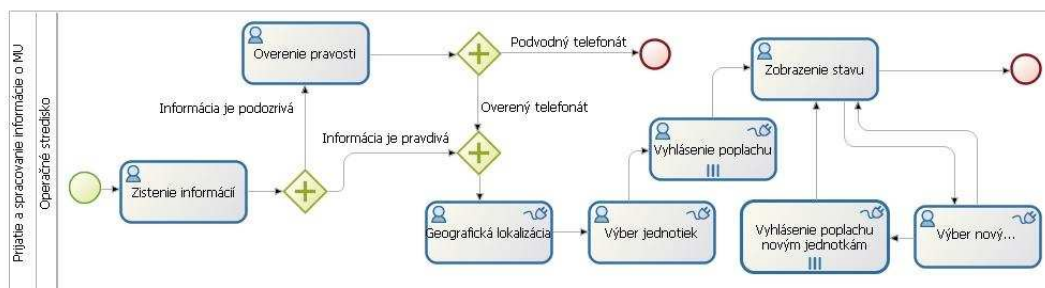 Prijatie a spracovanie informácie o MU
Operačné stredisko
Zistenie informácií
Informácia je podozrivá
Overenie pravosti
Informácia je pravdivá
Podvodný telefonát
Overený telefonát
Geografická lokalizácia
Výber jednotiek
Vyhlásenie poplachu
Zobrazenie stavu
Vyhlásenie poplachu
novým jednotkám
Výber nový...